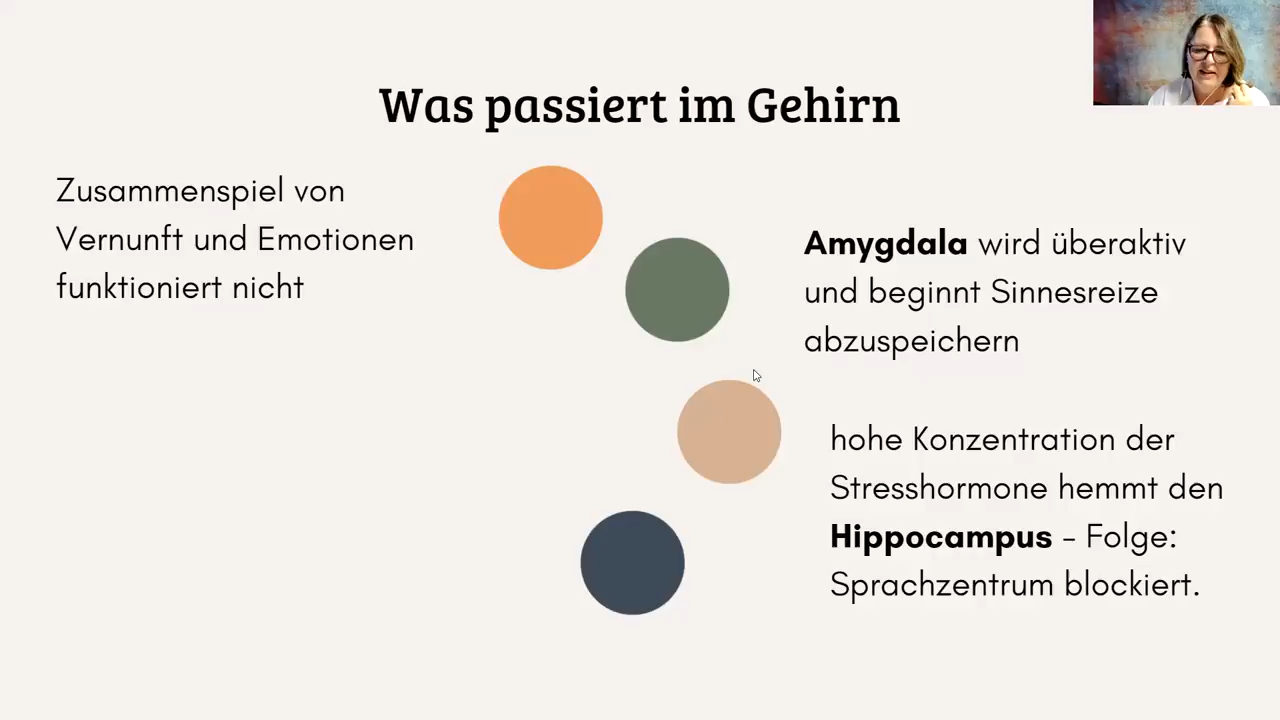 Was passiert im Gehirn
Zusammenspiel von
Vernunft und Emotionen
funktioniert nicht
Amygdala wird überaktiv
und beginnt Sinnesreize
abzuspeichern
hohe Konzentration der
Stresshormone hemmt den
Hippocampus - Folge:
Sprachzentrum blockiert.